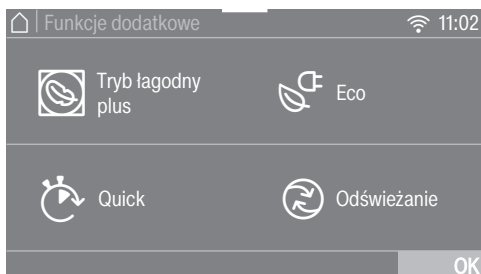 Funkcje dodatkowe
11:02
Tryb łagodny
plus
Eco
Quick
Odświeżanie
OK